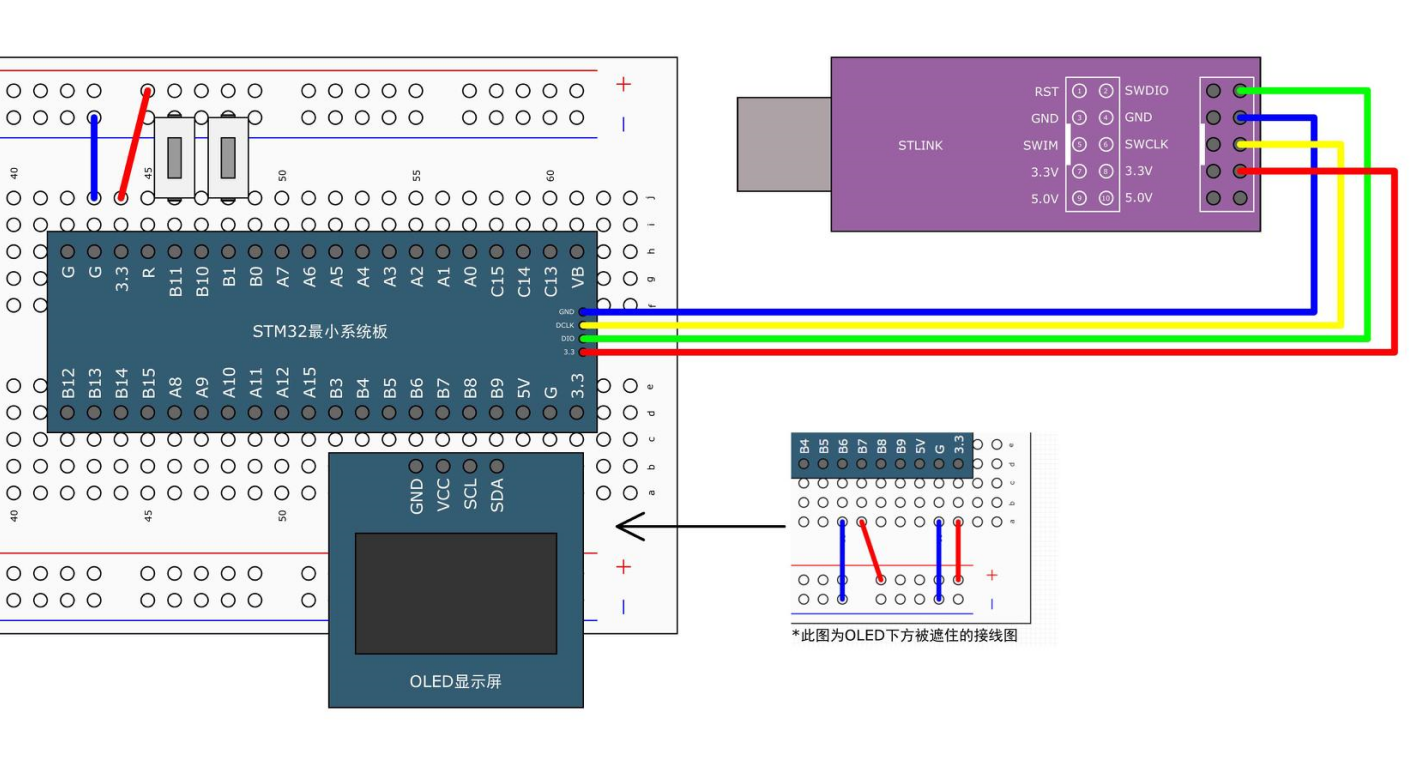 +
−
40
45
50
55
60
j
i
h
g
f
G G 3.3 R B11 B10 B1 B0 A7 A6 A5 A4 A3 A2 A1 A0 C15 C14 C13 VB
GND
DCLK
DIO
3.3
STM32最小系统板
B12 B13 B14 B15 A8 A9 A10 A11 A12 A15 B3 B4 B5 B6 B7 B8 B9 5V G 3.3
e
d
c
b
a
40
45
50
+
−
GND VCC SCL SDA
OLED显示屏
STLINK
RST 1 2 SWDIO
GND 3 4 GND
SWIM 5 6 SWCLK
3.3V 7 8 3.3V
5.0V 9 10 5.0V
B4 B5 B6 B7 B8 B9 5V G 3.3
e
d
c
b
a
+
−
*此图为OLED下方被遮住的接线图